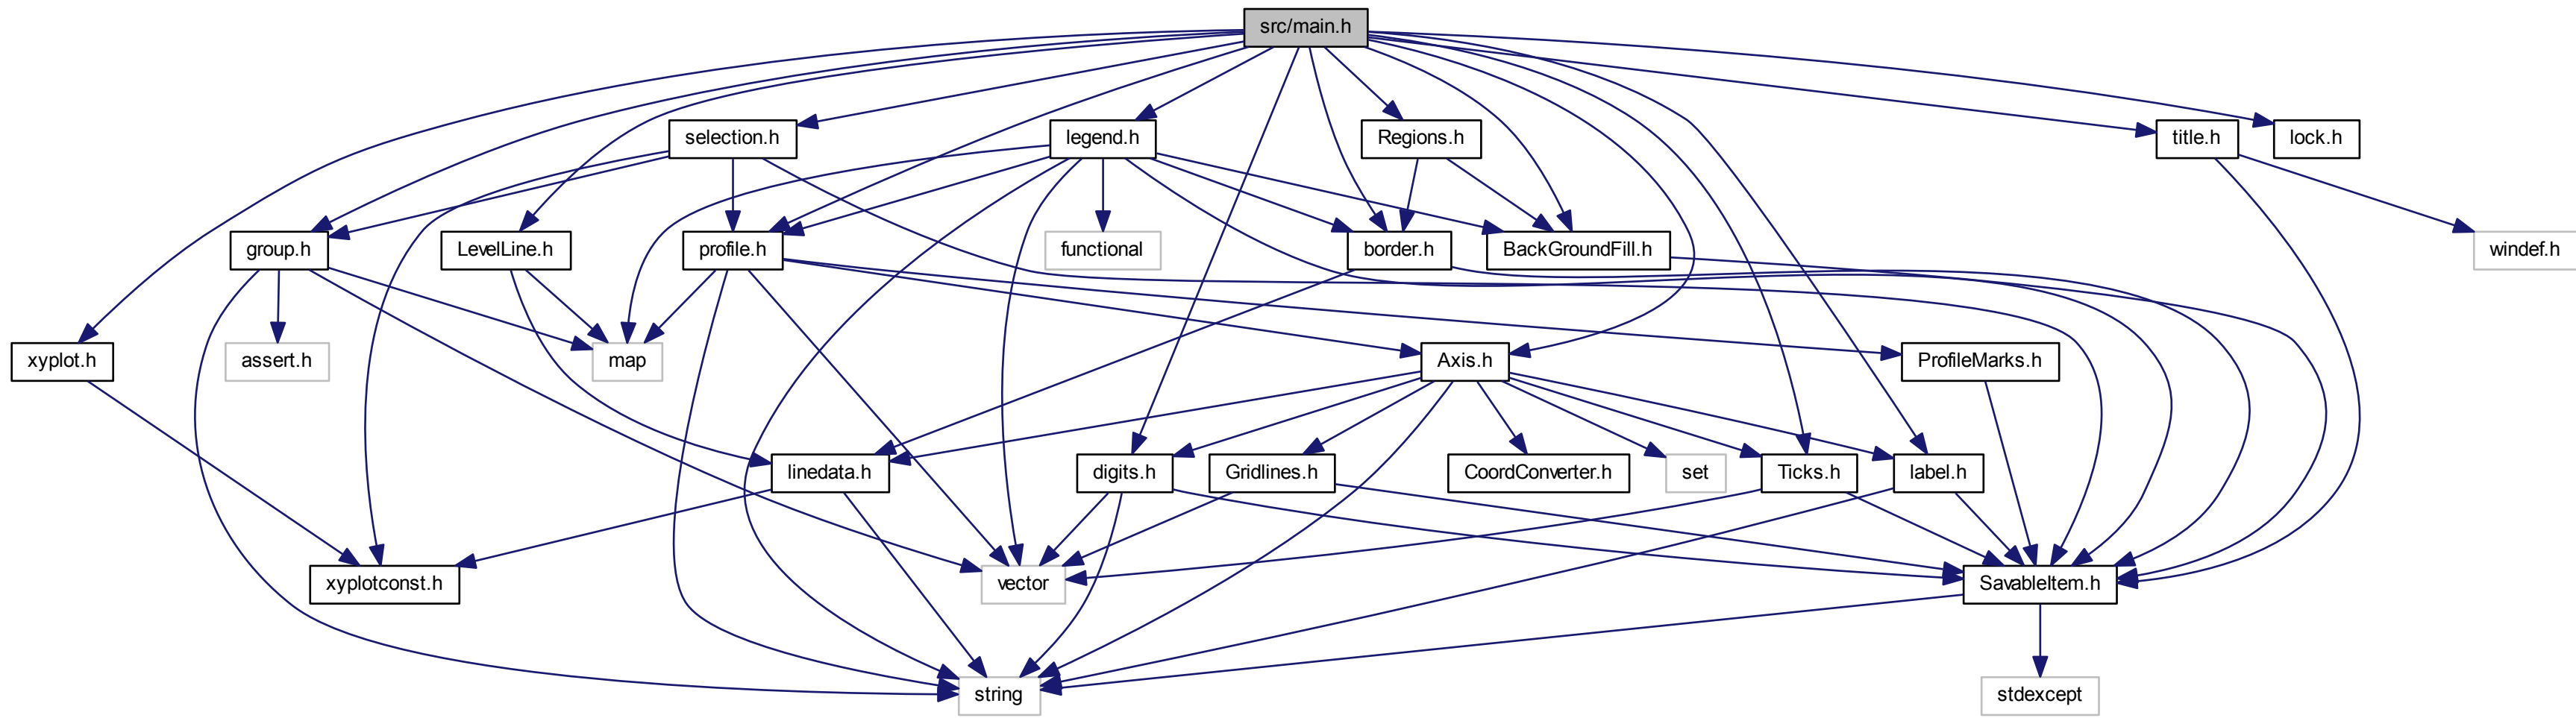 src/main.h
selection.h
legend.h
Regions.h
title.h
lock.h
group.h
LevelLine.h
profile.h
functional
border.h
BackGroundFill.h
windef.h
xyplot.h
assert.h
map
Axis.h
ProfileMarks.h
linedata.h
digits.h
Gridlines.h
CoordConverter.h
set
Ticks.h
label.h
xyplotconst.h
vector
SavableItem.h
string
stdexcept